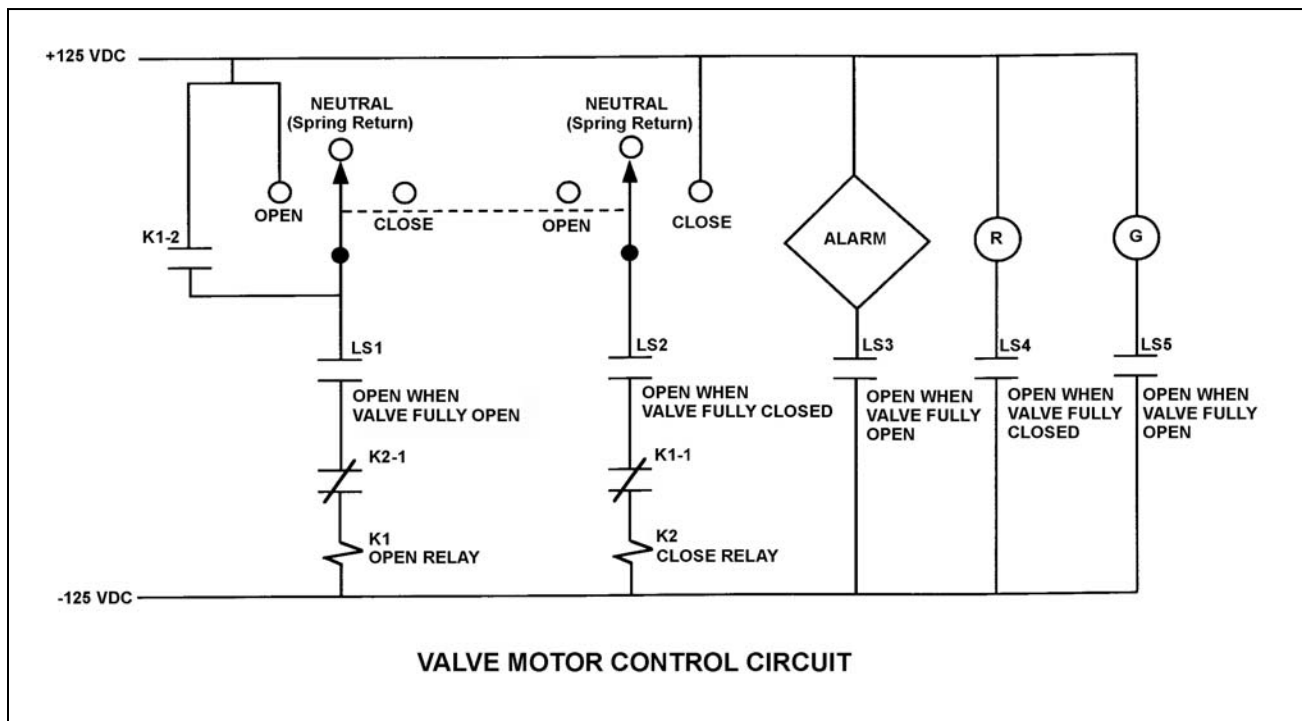 +125 VDC
NEUTRAL
(Spring Return)
NEUTRAL
(Spring Return)
OPEN
CLOSE
OPEN
CLOSE
K1-2
ALARM
R
G
LS1
OPEN WHEN
VALVE FULLY OPEN
LS2
OPEN WHEN
VALVE FULLY CLOSED
LS3
OPEN WHEN
VALVE FULLY
OPEN
LS4
OPEN WHEN
VALVE FULLY
CLOSED
LS5
OPEN WHEN
VALVE FULLY
OPEN
K2-1
K1-1
K1
OPEN RELAY
K2
CLOSE RELAY
-125 VDC
VALVE MOTOR CONTROL CIRCUIT